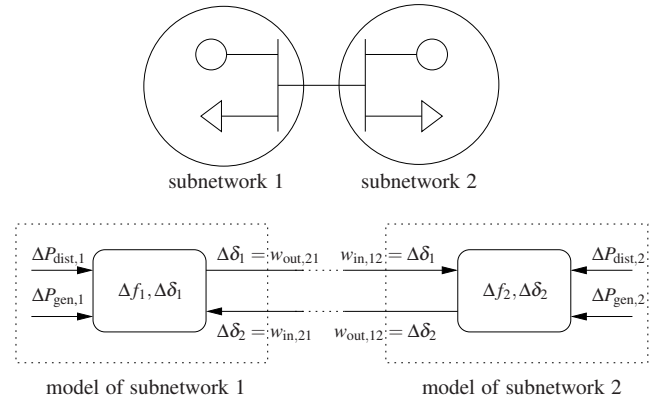 subnetwork 1 subnetwork 2
ΔP_dist,1 Δδ_1 = w_out,21 w_in,12 = Δδ_1 ΔP_dist,2
Δf_1, Δδ_1 Δf_2, Δδ_2
ΔP_gen,1 ΔP_gen,2
Δδ_2 = w_in,21 w_out,12 = Δδ_2
model of subnetwork 1 model of subnetwork 2